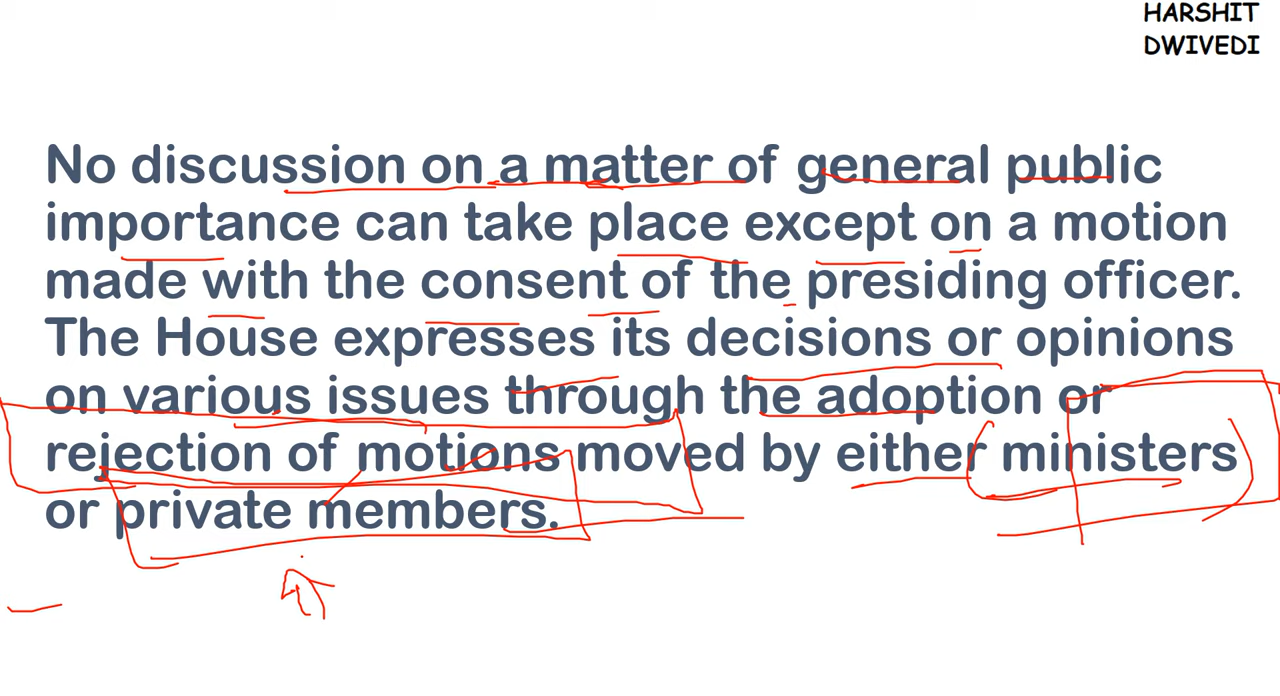 HARSHIT
DWIVEDI
No discussion on a matter of general public
importance can take place except on a motion
made with the consent of the presiding officer.
The House expresses its decisions or opinions
on various issues through the adoption or
rejection of motions moved by either ministers
or private members.